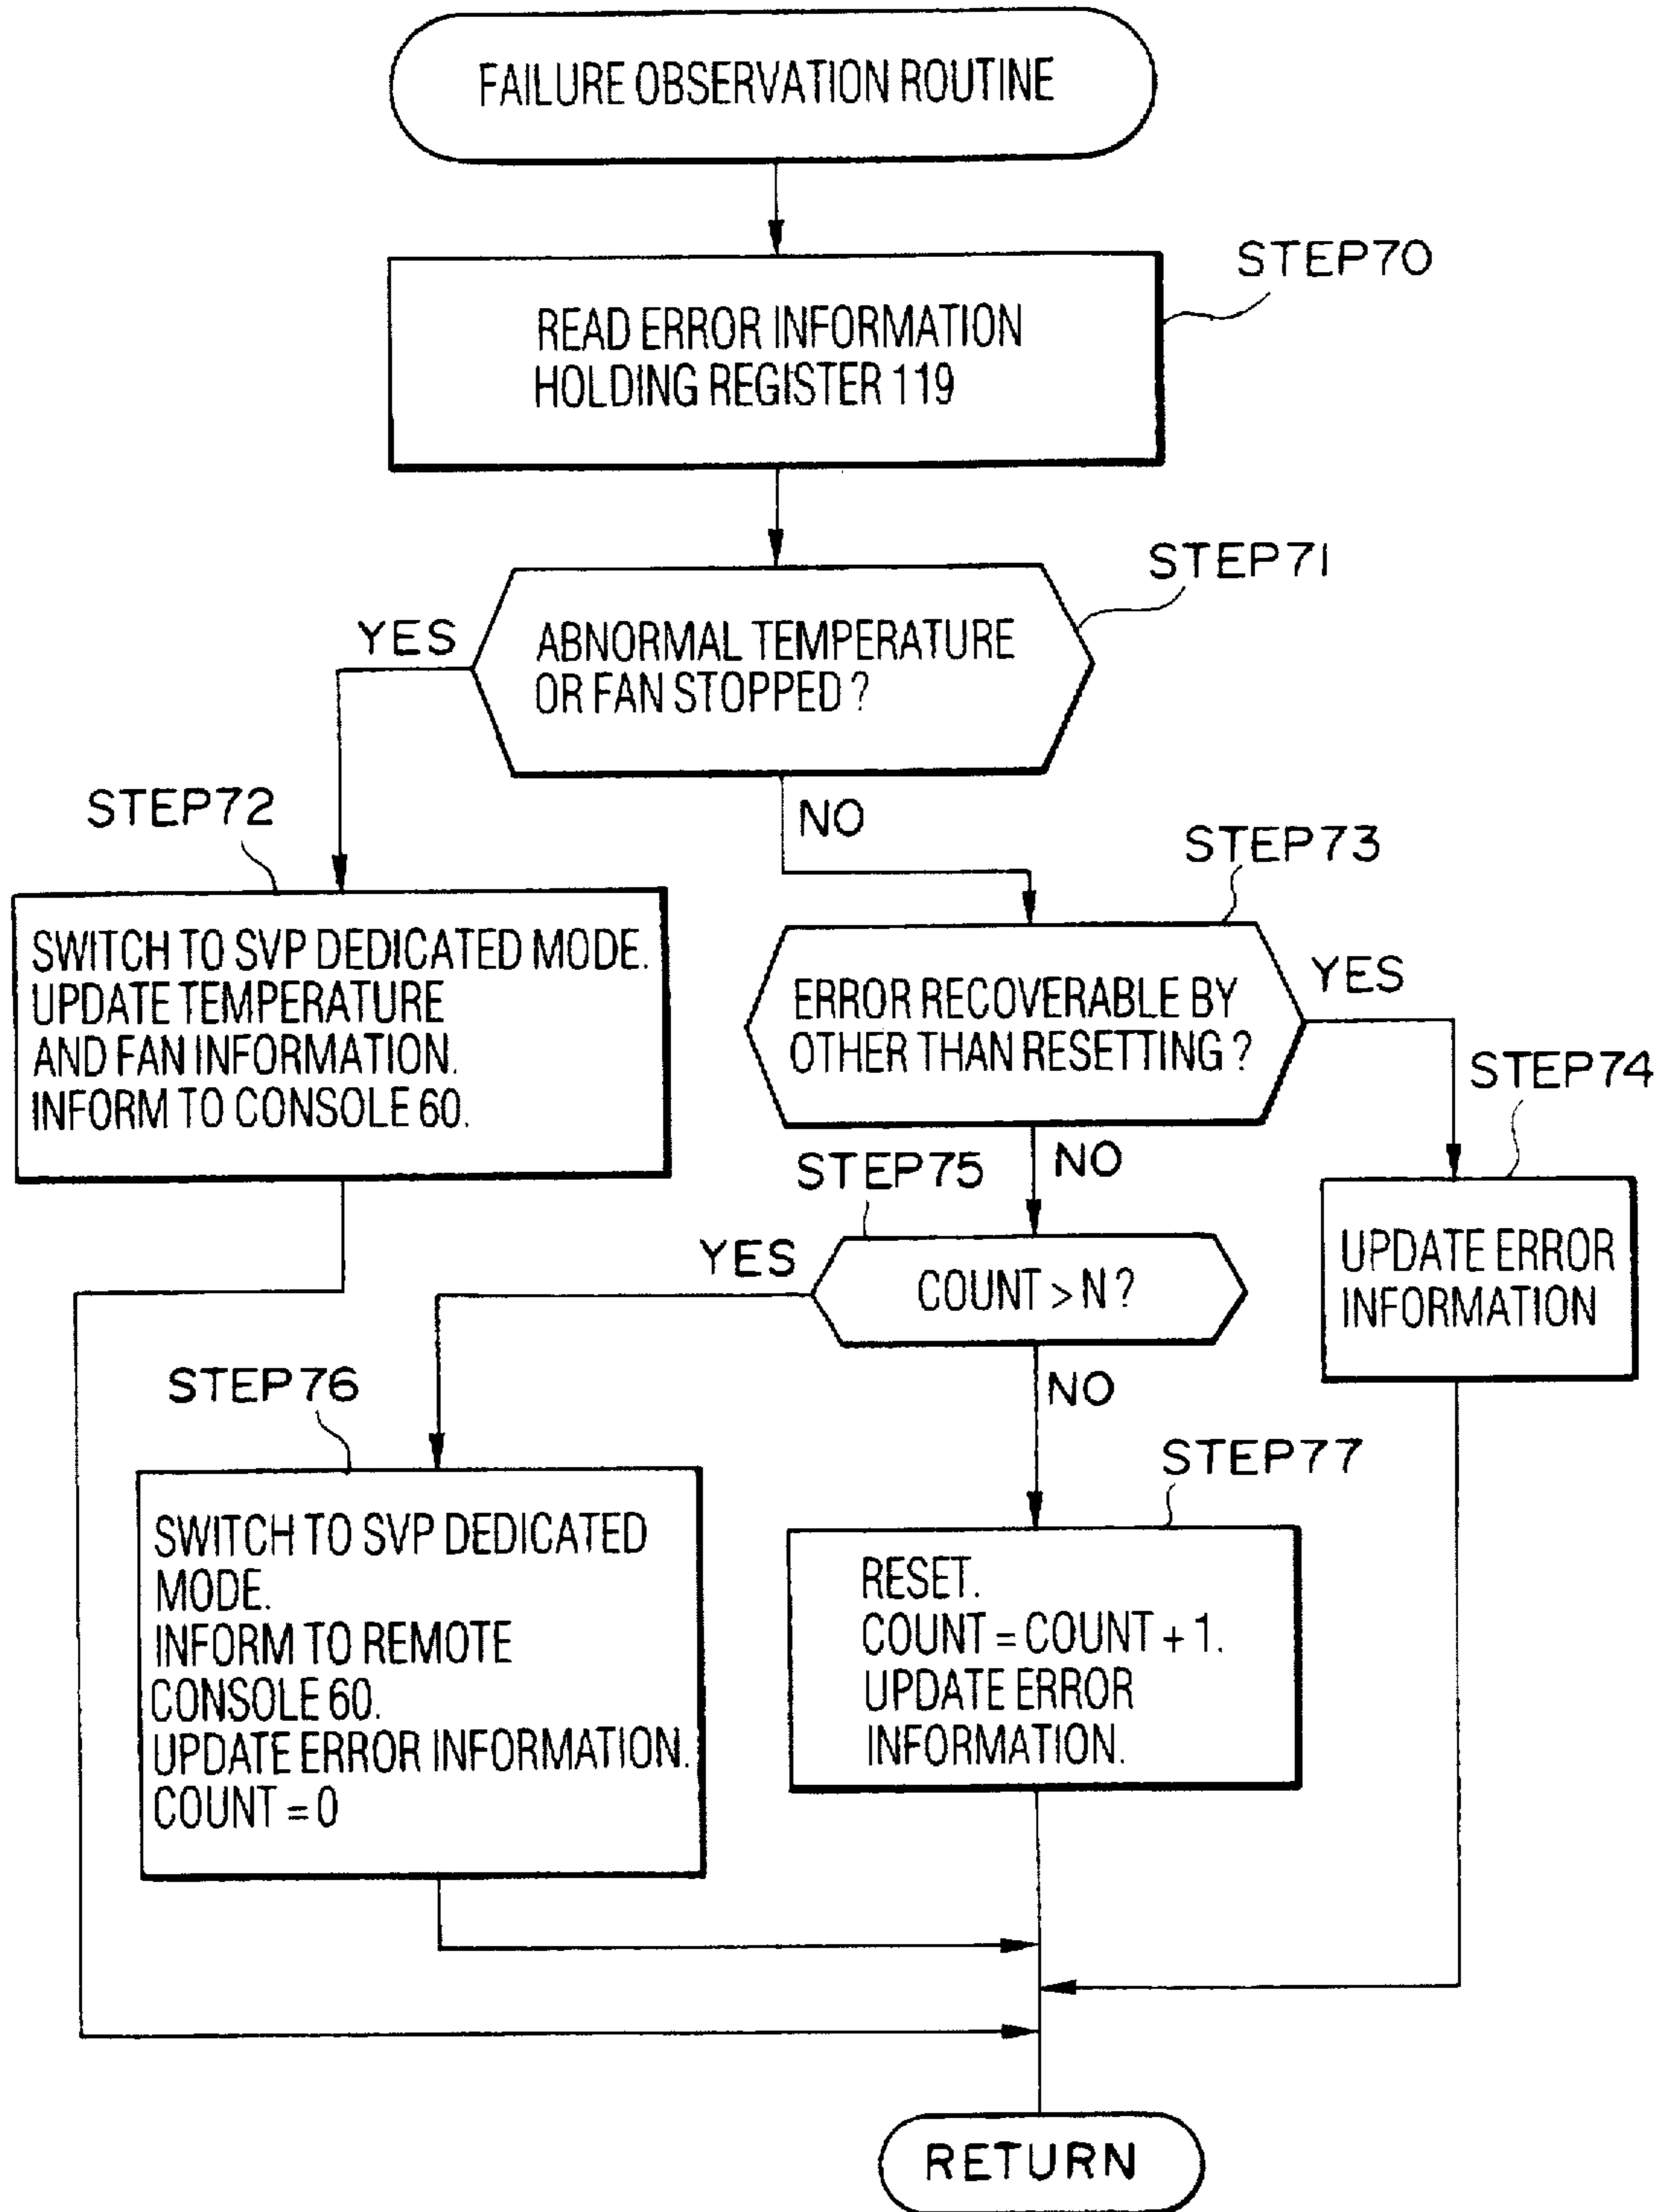 FAILURE OBSERVATION ROUTINE
STEP70
READ ERROR INFORMATION
HOLDING REGISTER 119
STEP71
YES
ABNORMAL TEMPERATURE
OR FAN STOPPED ?
STEP72
NO
STEP73
SWITCH TO SVP DEDICATED MODE.
UPDATE TEMPERATURE
AND FAN INFORMATION.
INFORM TO CONSOLE 60.
ERROR RECOVERABLE BY
OTHER THAN RESETTING ?
YES
STEP74
NO
STEP75
UPDATE ERROR
INFORMATION
YES
COUNT > N ?
STEP76
NO
STEP77
SWITCH TO SVP DEDICATED
MODE.
INFORM TO REMOTE
CONSOLE 60.
UPDATE ERROR INFORMATION.
COUNT = 0
RESET.
COUNT = COUNT + 1.
UPDATE ERROR
INFORMATION.
RETURN